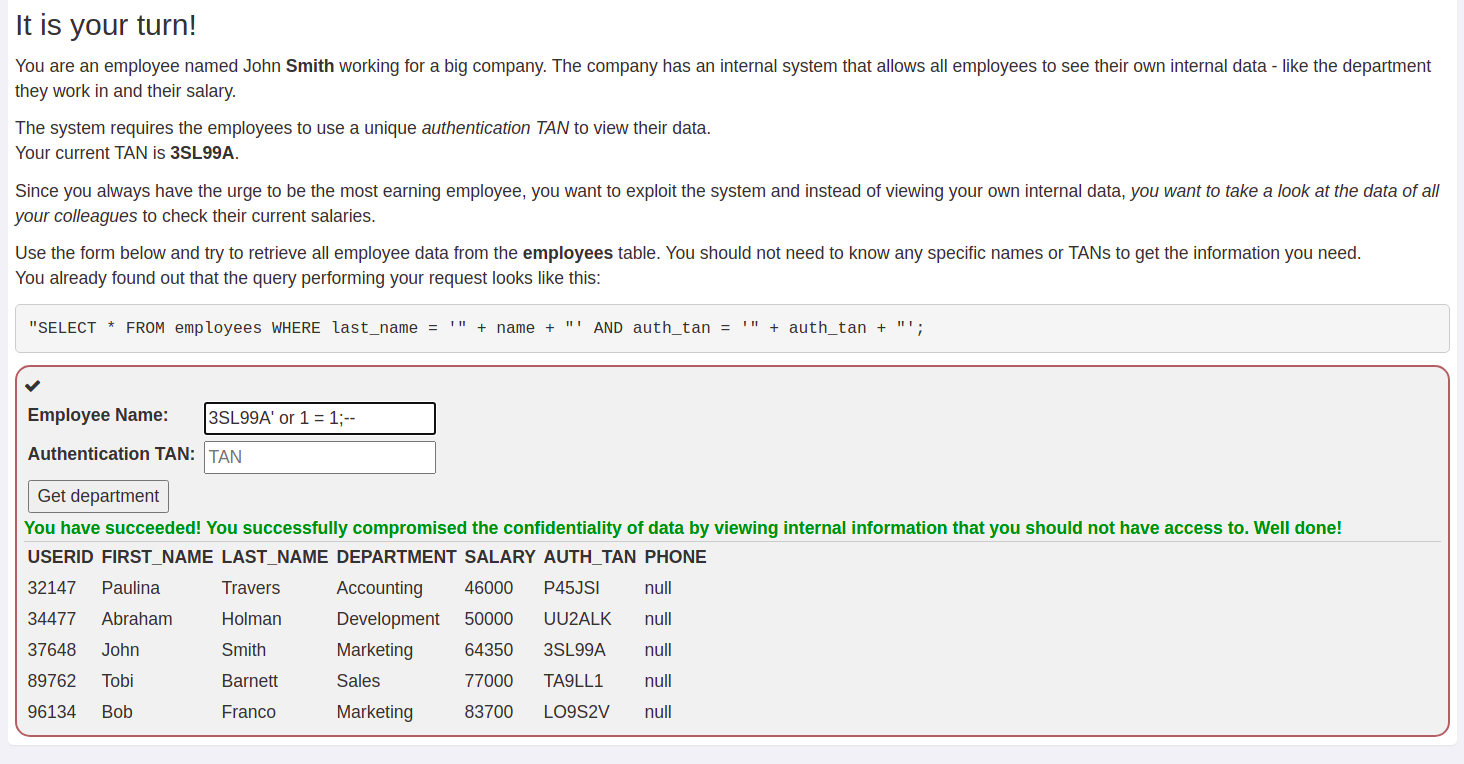 It is your turn!
You are an employee named John Smith working for a big company. The company has an internal system that allows all employees to see their own internal data - like the department
they work in and their salary.
The system requires the employees to use a unique authentication TAN to view their data.
Your current TAN is 3SL99A.
Since you always have the urge to be the most earning employee, you want to exploit the system and instead of viewing your own internal data, you want to take a look at the data of all
your colleagues to check their current salaries.
Use the form below and try to retrieve all employee data from the employees table. You should not need to know any specific names or TANs to get the information you need.
You already found out that the query performing your request looks like this:
"SELECT * FROM employees WHERE last_name = '" + name + "' AND auth_tan = '" + auth_tan + "';
✔
Employee Name: 3SL99A' or 1 = 1;--
Authentication TAN: TAN
Get department
You have succeeded! You successfully compromised the confidentiality of data by viewing internal information that you should not have access to. Well done!
USERID FIRST_NAME LAST_NAME DEPARTMENT SALARY AUTH_TAN PHONE
32147 Paulina Travers Accounting 46000 P45JSI null
34477 Abraham Holman Development 50000 UU2ALK null
37648 John Smith Marketing 64350 3SL99A null
89762 Tobi Barnett Sales 77000 TA9LL1 null
96134 Bob Franco Marketing 83700 LO9S2V null